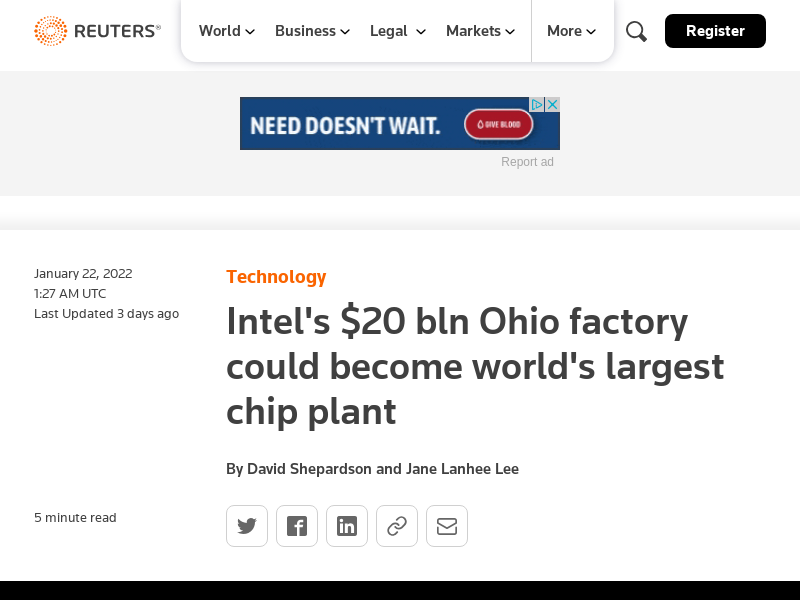 REUTERS®
World
Business
Legal
Markets
More
Register
NEED DOESN'T WAIT.
GIVE BLOOD
Report ad
January 22, 2022
1:27 AM UTC
Last Updated 3 days ago
Technology
Intel's $20 bln Ohio factory
could become world's largest
chip plant
By David Shepardson and Jane Lanhee Lee
5 minute read